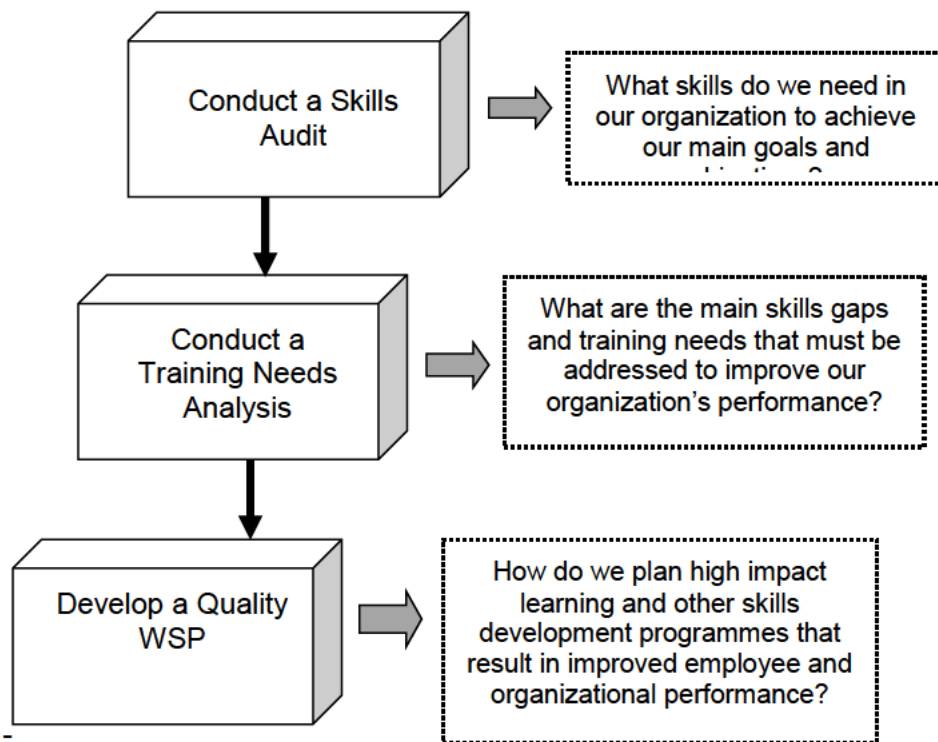 Conduct a Skills
Audit
What skills do we need in
our organization to achieve
our main goals and
Conduct a
Training Needs
Analysis
What are the main skills gaps
and training needs that must be
addressed to improve our
organization's performance?
Develop a Quality
WSP
How do we plan high impact
learning and other skills
development programmes that
result in improved employee and
organizational performance?
-